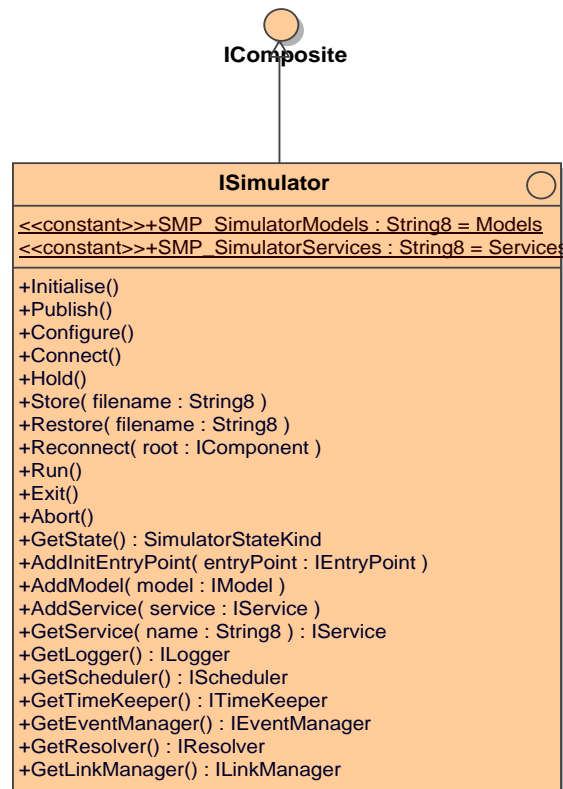 IComposite
ISimulator
<<constant>>+SMP_SimulatorModels : String8 = Models
<<constant>>+SMP_SimulatorServices : String8 = Services
+Initialise()
+Publish()
+Configure()
+Connect()
+Hold()
+Store( filename : String8 )
+Restore( filename : String8 )
+Reconnect( root : IComponent )
+Run()
+Exit()
+Abort()
+GetState() : SimulatorStateKind
+AddInitEntryPoint( entryPoint : IEntryPoint )
+AddModel( model : IModel )
+AddService( service : IService )
+GetService( name : String8 ) : IService
+GetLogger() : ILogger
+GetScheduler() : IScheduler
+GetTimeKeeper() : ITimeKeeper
+GetEventManager() : IEventManager
+GetResolver() : IResolver
+GetLinkManager() : ILinkManager